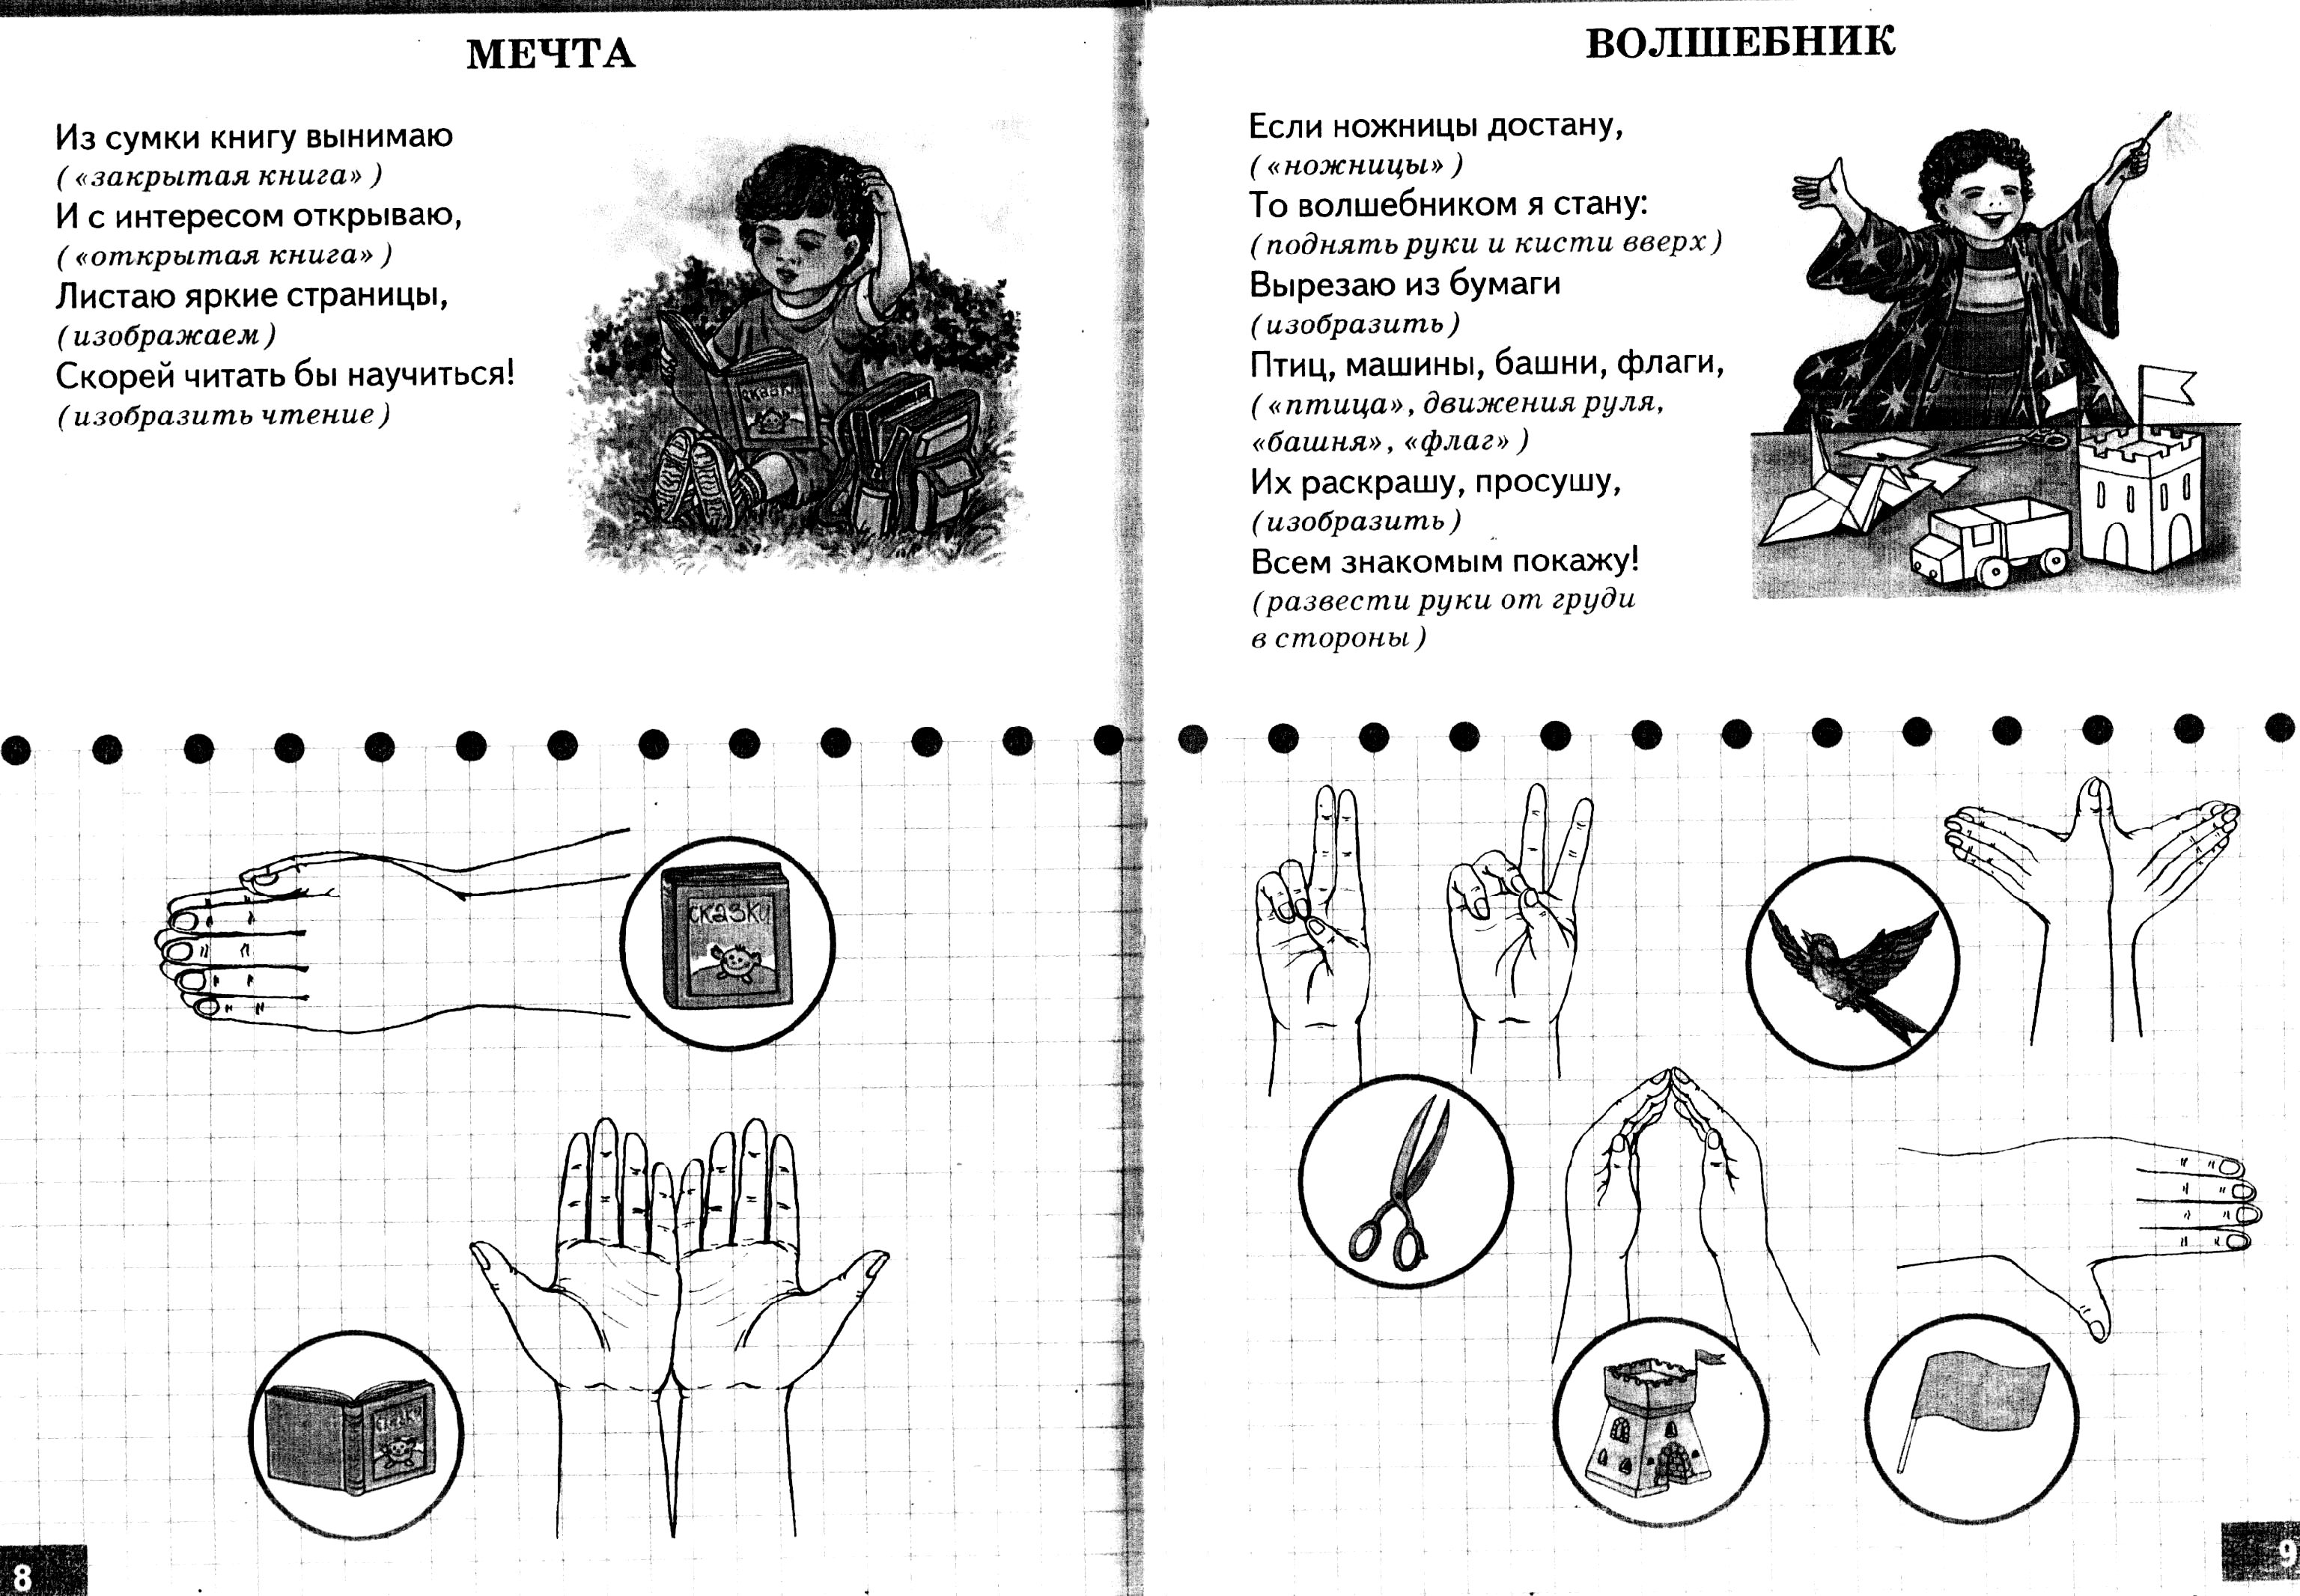 МЕЧТА
Из сумки книгу вынимаю
(«закрытая книга»)
И с интересом открываю,
(«открытая книга»)
Листаю яркие страницы,
(изображаем)
Скорей читать бы научиться!
(изобразить чтение)
сказки
СКАЗКИ
сказки
8
ВОЛШЕБНИК
Если ножницы достану,
(«ножницы»)
То волшебником я стану:
(поднять руки и кисти вверх)
Вырезаю из бумаги
(изобразить)
Птиц, машины, башни, флаги,
(«птица», движения руля,
«башня», «флаг»)
Их раскрашу, просушу,
(изобразить)
Всем знакомым покажу!
(развести руки от груди
в стороны)
9